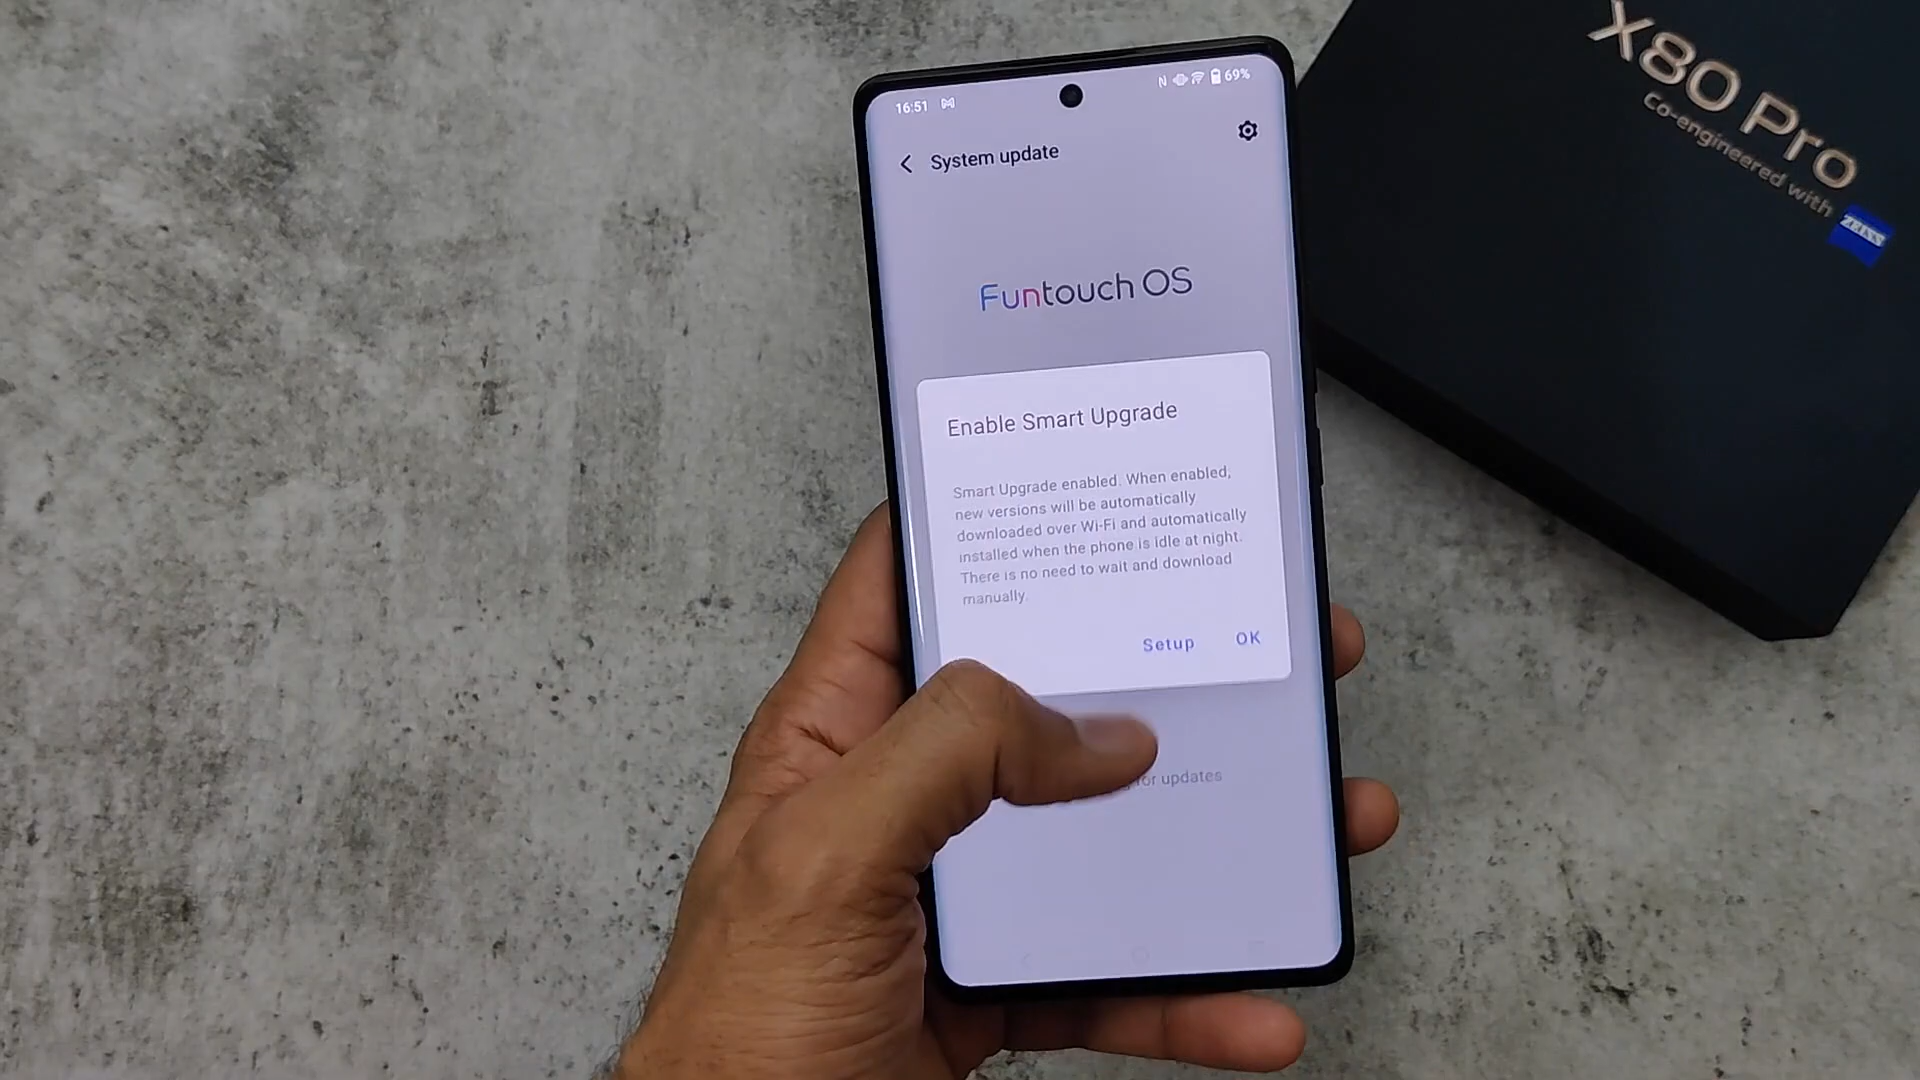 16:51
N 69%
System update
Funtouch OS
Enable Smart Upgrade
Smart Upgrade enabled. When enabled,
new versions will be automatically
downloaded over Wi-Fi and automatically
installed when the phone is idle at night.
There is no need to wait and download
manually.
Setup OK
for updates
X80 Pro
co-engineered with
ZEISS